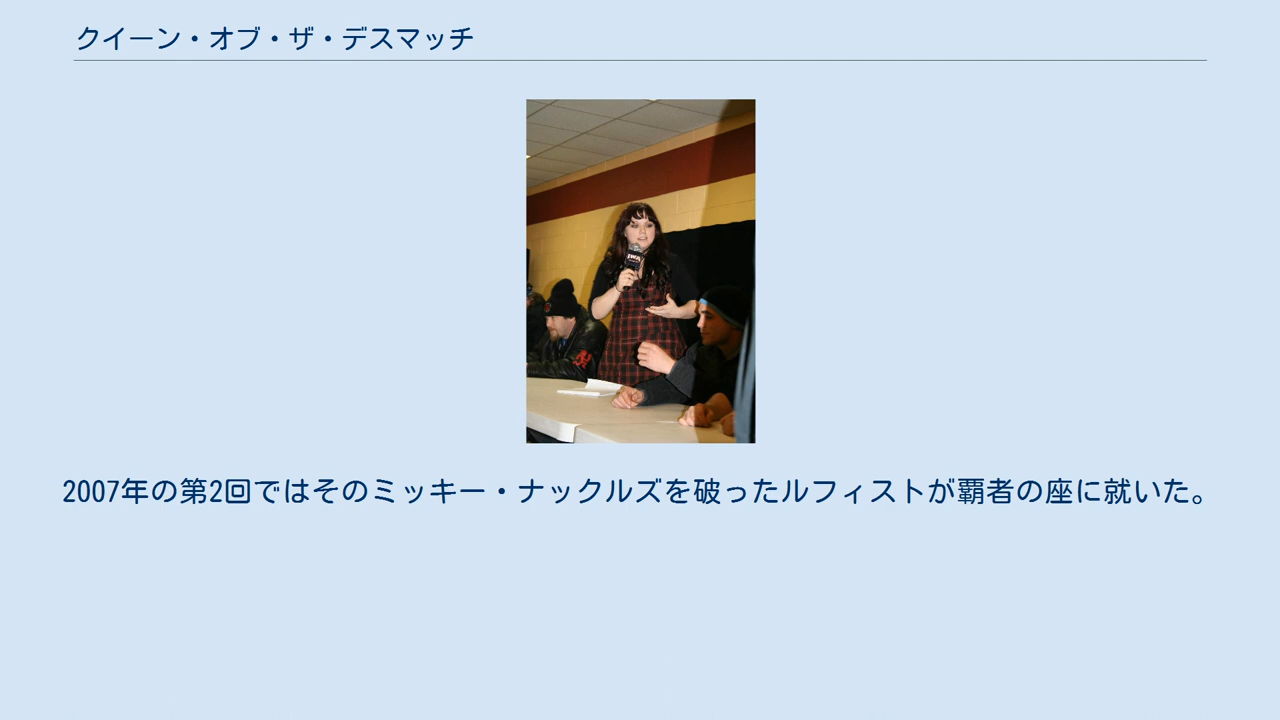 クイーン・オブ・ザ・デスマッチ
2007年の第2回ではそのミッキー・ナックルズを破ったルフィストが覇者の座に就いた。